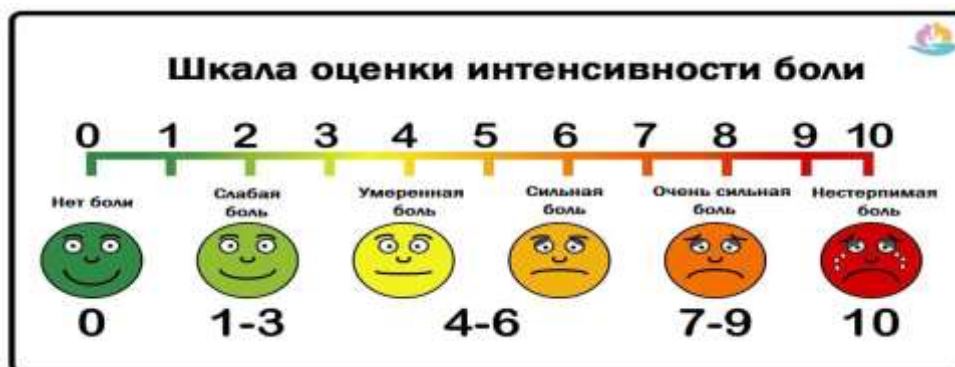 Шкала оценки интенсивности боли
0 1 2 3 4 5 6 7 8 9 10
Нет боли
Слабая
боль
Умеренная
боль
Сильная
боль
Очень сильная
боль
Нестерпимая
боль
0 1-3 4-6 7-9 10